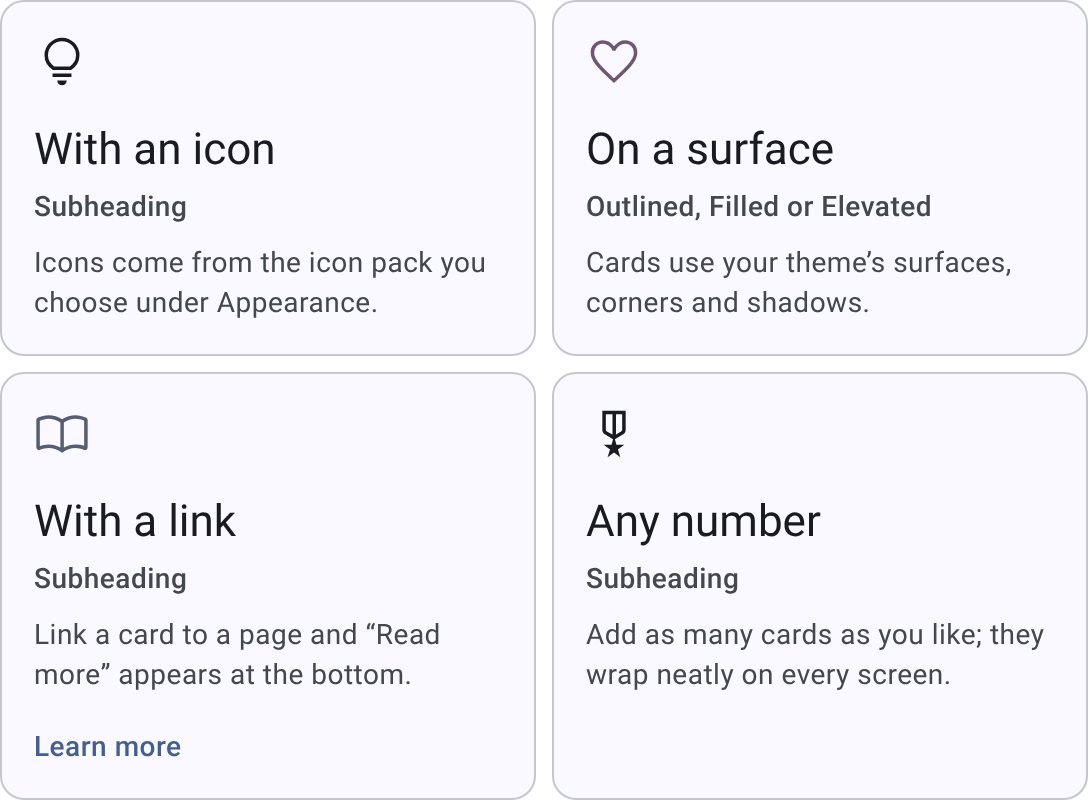 With an icon
Subheading
Icons come from the icon pack you
choose under Appearance.
On a surface
Outlined, Filled or Elevated
Cards use your theme’s surfaces,
corners and shadows.
With a link
Subheading
Link a card to a page and “Read
more” appears at the bottom.
Learn more
Any number
Subheading
Add as many cards as you like; they
wrap neatly on every screen.